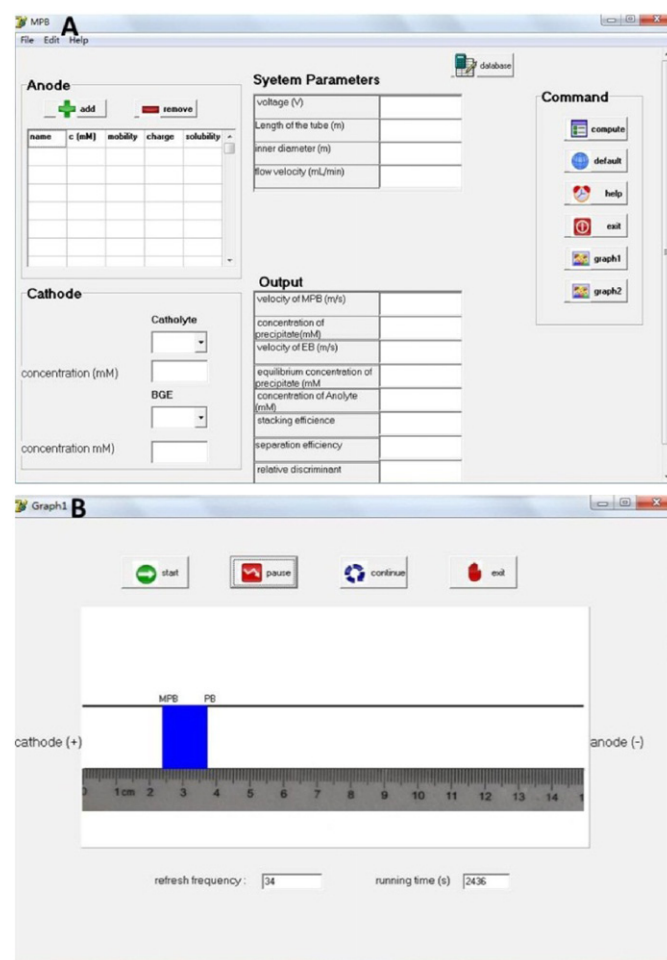 MPB A
File Edit Help
database
Anode
add remove
name c (mM) mobility charge solubility
System Parameters
voltage (V)
Length of the tube (m)
inner diameter (m)
flow velocity (mL/min)
Command
compute
default
help
exit
graph1
graph2
Cathode
Catholyte
concentration (mM)
BGE
concentration mM)
Output
velocity of MPB (m/s)
concentration of
precipitate(mM)
velocity of EB (m/s)
equilibrium concentration of
precipitate (mM
concentration of Anolyte
(mM)
stacking efficience
separation efficiency
relative discriminant
Graph1 B
start pause continue exit
MPB PB
cathode (+) anode (-)
1cm 2 3 4 5 6 7 8 9 10 11 12 13 14
refresh frequency : 34 running time (s) 2436